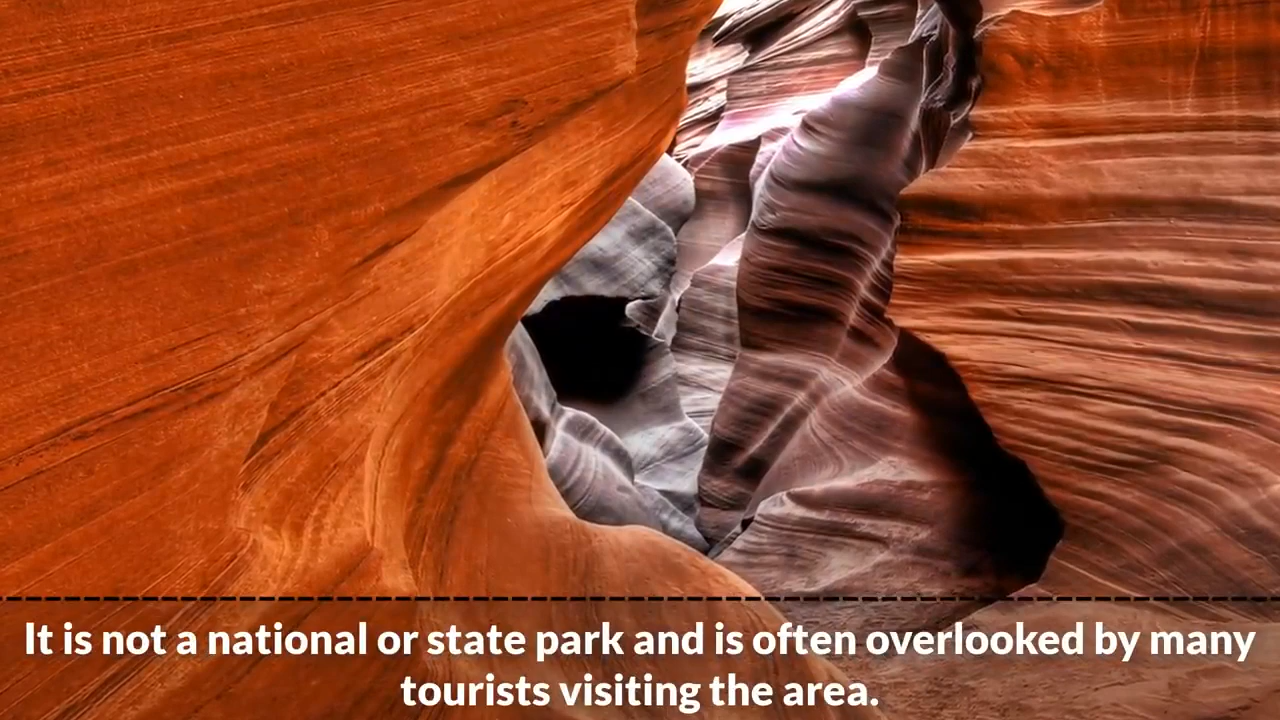 It is not a national or state park and is often overlooked by many
tourists visiting the area.